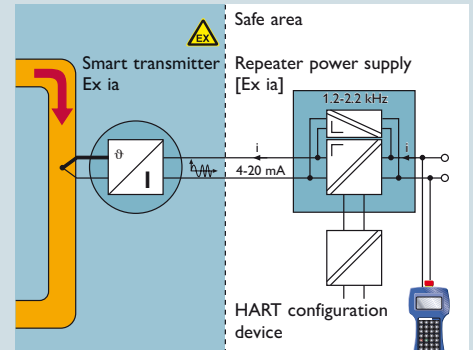 Safe area
EX
Smart transmitter
Ex ia
Repeater power supply
[Ex ia]
1.2-2.2 kHz
ϑ
I
i
4-20 mA
i
HART configuration
device